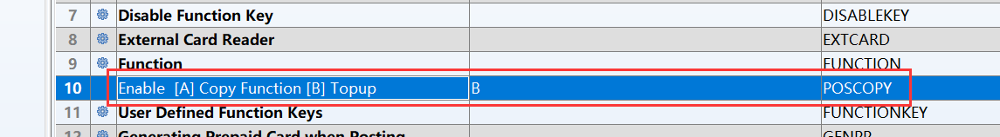 7 Disable Function Key DISABLEKEY
8 External Card Reader EXTCARD
9 Function FUNCTION
10 Enable [A] Copy Function [B] Topup B POSCOPY
11 User Defined Function Keys FUNCTIONKEY
12 Generating Prepaid Card when Posting GENPP